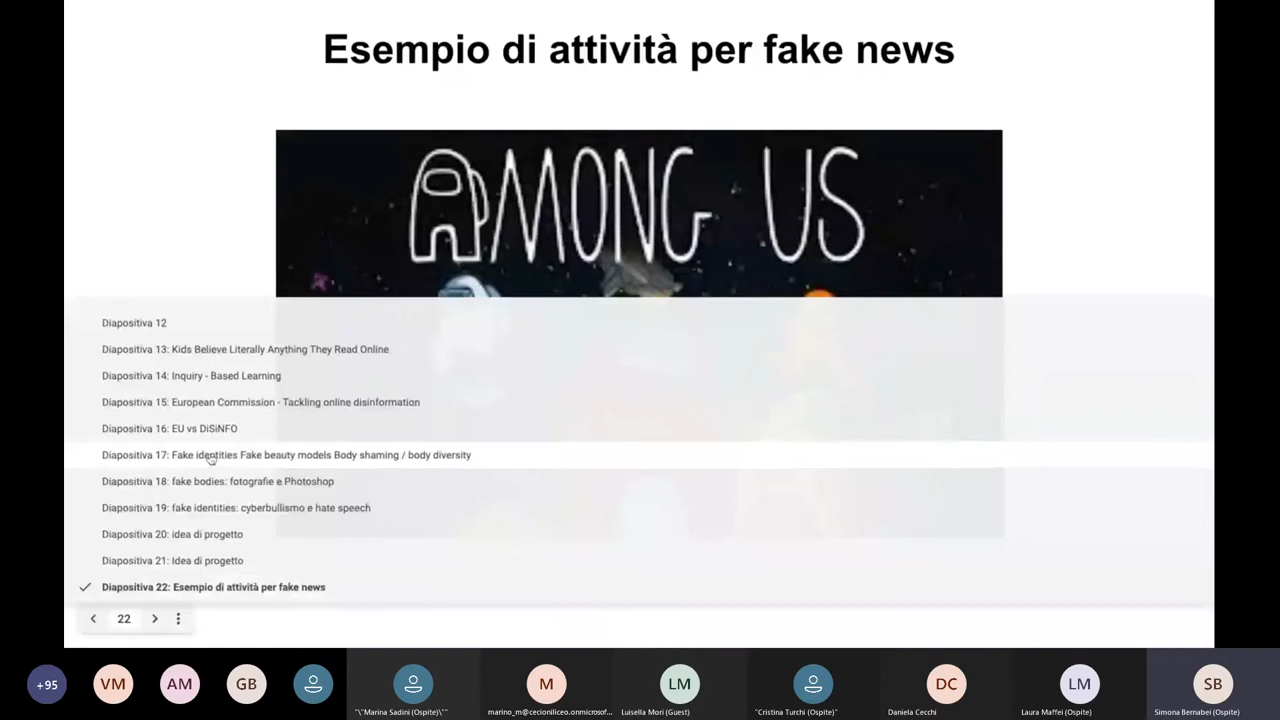 Esempio di attività per fake news
AMONG US
Diapositiva 12
Diapositiva 13: Kids Believe Literally Anything They Read Online
Diapositiva 14: Inquiry - Based Learning
Diapositiva 15: European Commission - Tackling online disinformation
Diapositiva 16: EU vs DiSiNFO
Diapositiva 17: Fake identities Fake beauty models Body shaming / body diversity
Diapositiva 18: fake bodies: fotografie e Photoshop
Diapositiva 19: fake identities: cyberbullismo e hate speech
Diapositiva 20: idea di progetto
Diapositiva 21: Idea di progetto
Diapositiva 22: Esempio di attività per fake news
22
+95 VM AM GB M LM DC LM SB
"\"Marina Sadini (Ospite)\"" marino_m@cecioniliceo.onmicrosof... Luisella Mori (Guest) "Cristina Turchi (Ospite)" Daniela Cecchi Laura Maffei (Ospite) Simona Bernabei (Ospite)